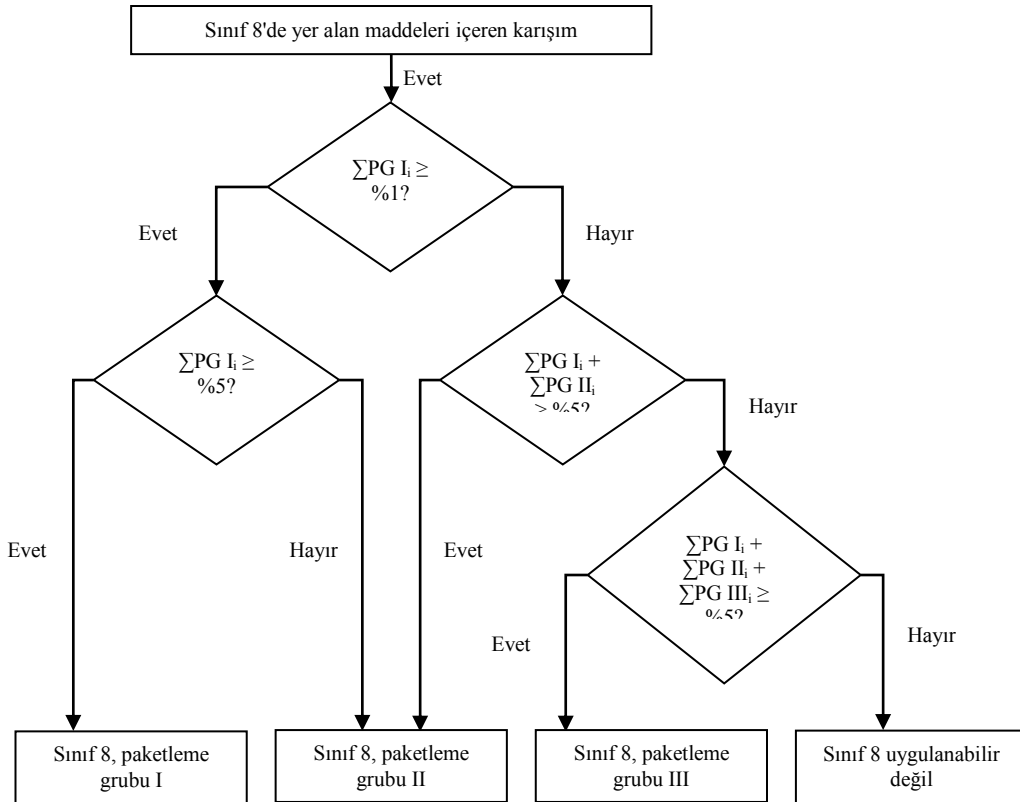 Sınıf 8'de yer alan maddeleri içeren karışım
Evet
∑PG Iᵢ ≥
%1?
Evet
Hayır
∑PG Iᵢ ≥
%5?
∑PG Iᵢ +
∑PG IIᵢ
≥ %5?
Hayır
Evet
Hayır
Evet
∑PG Iᵢ +
∑PG IIᵢ +
∑PG IIIᵢ ≥
%5?
Evet
Hayır
Sınıf 8, paketleme
grubu I
Sınıf 8, paketleme
grubu II
Sınıf 8, paketleme
grubu III
Sınıf 8 uygulanabilir
değil